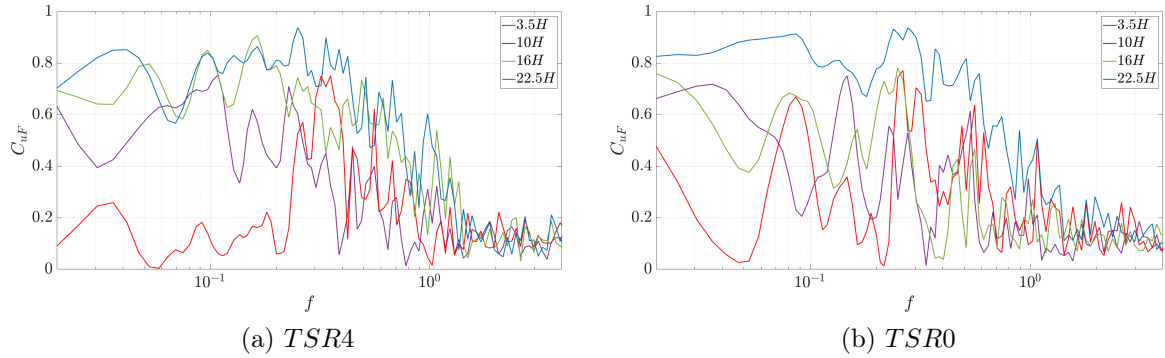 1
0.8
0.6
0.4
0.2
0
C_{uF}
10^{-1}
10^{0}
f
3.5H
10H
16H
22.5H
(a) TSR4
1
0.8
0.6
0.4
0.2
0
C_{uF}
10^{-1}
10^{0}
f
3.5H
10H
16H
22.5H
(b) TSR0